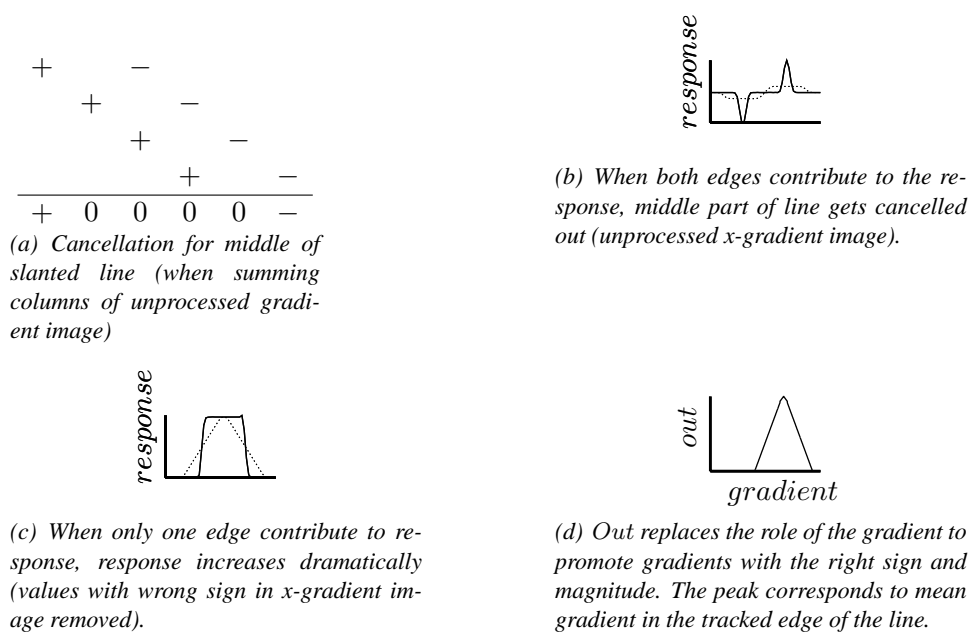 + −
+ −
+ −
+ −
+ 0 0 0 0 −
(a) Cancellation for middle of
slanted line (when summing
columns of unprocessed gradi-
ent image)
response
(b) When both edges contribute to the re-
sponse, middle part of line gets cancelled
out (unprocessed x-gradient image).
response
(c) When only one edge contribute to re-
sponse, response increases dramatically
(values with wrong sign in x-gradient im-
age removed).
out
gradient
(d) Out replaces the role of the gradient to
promote gradients with the right sign and
magnitude. The peak corresponds to mean
gradient in the tracked edge of the line.